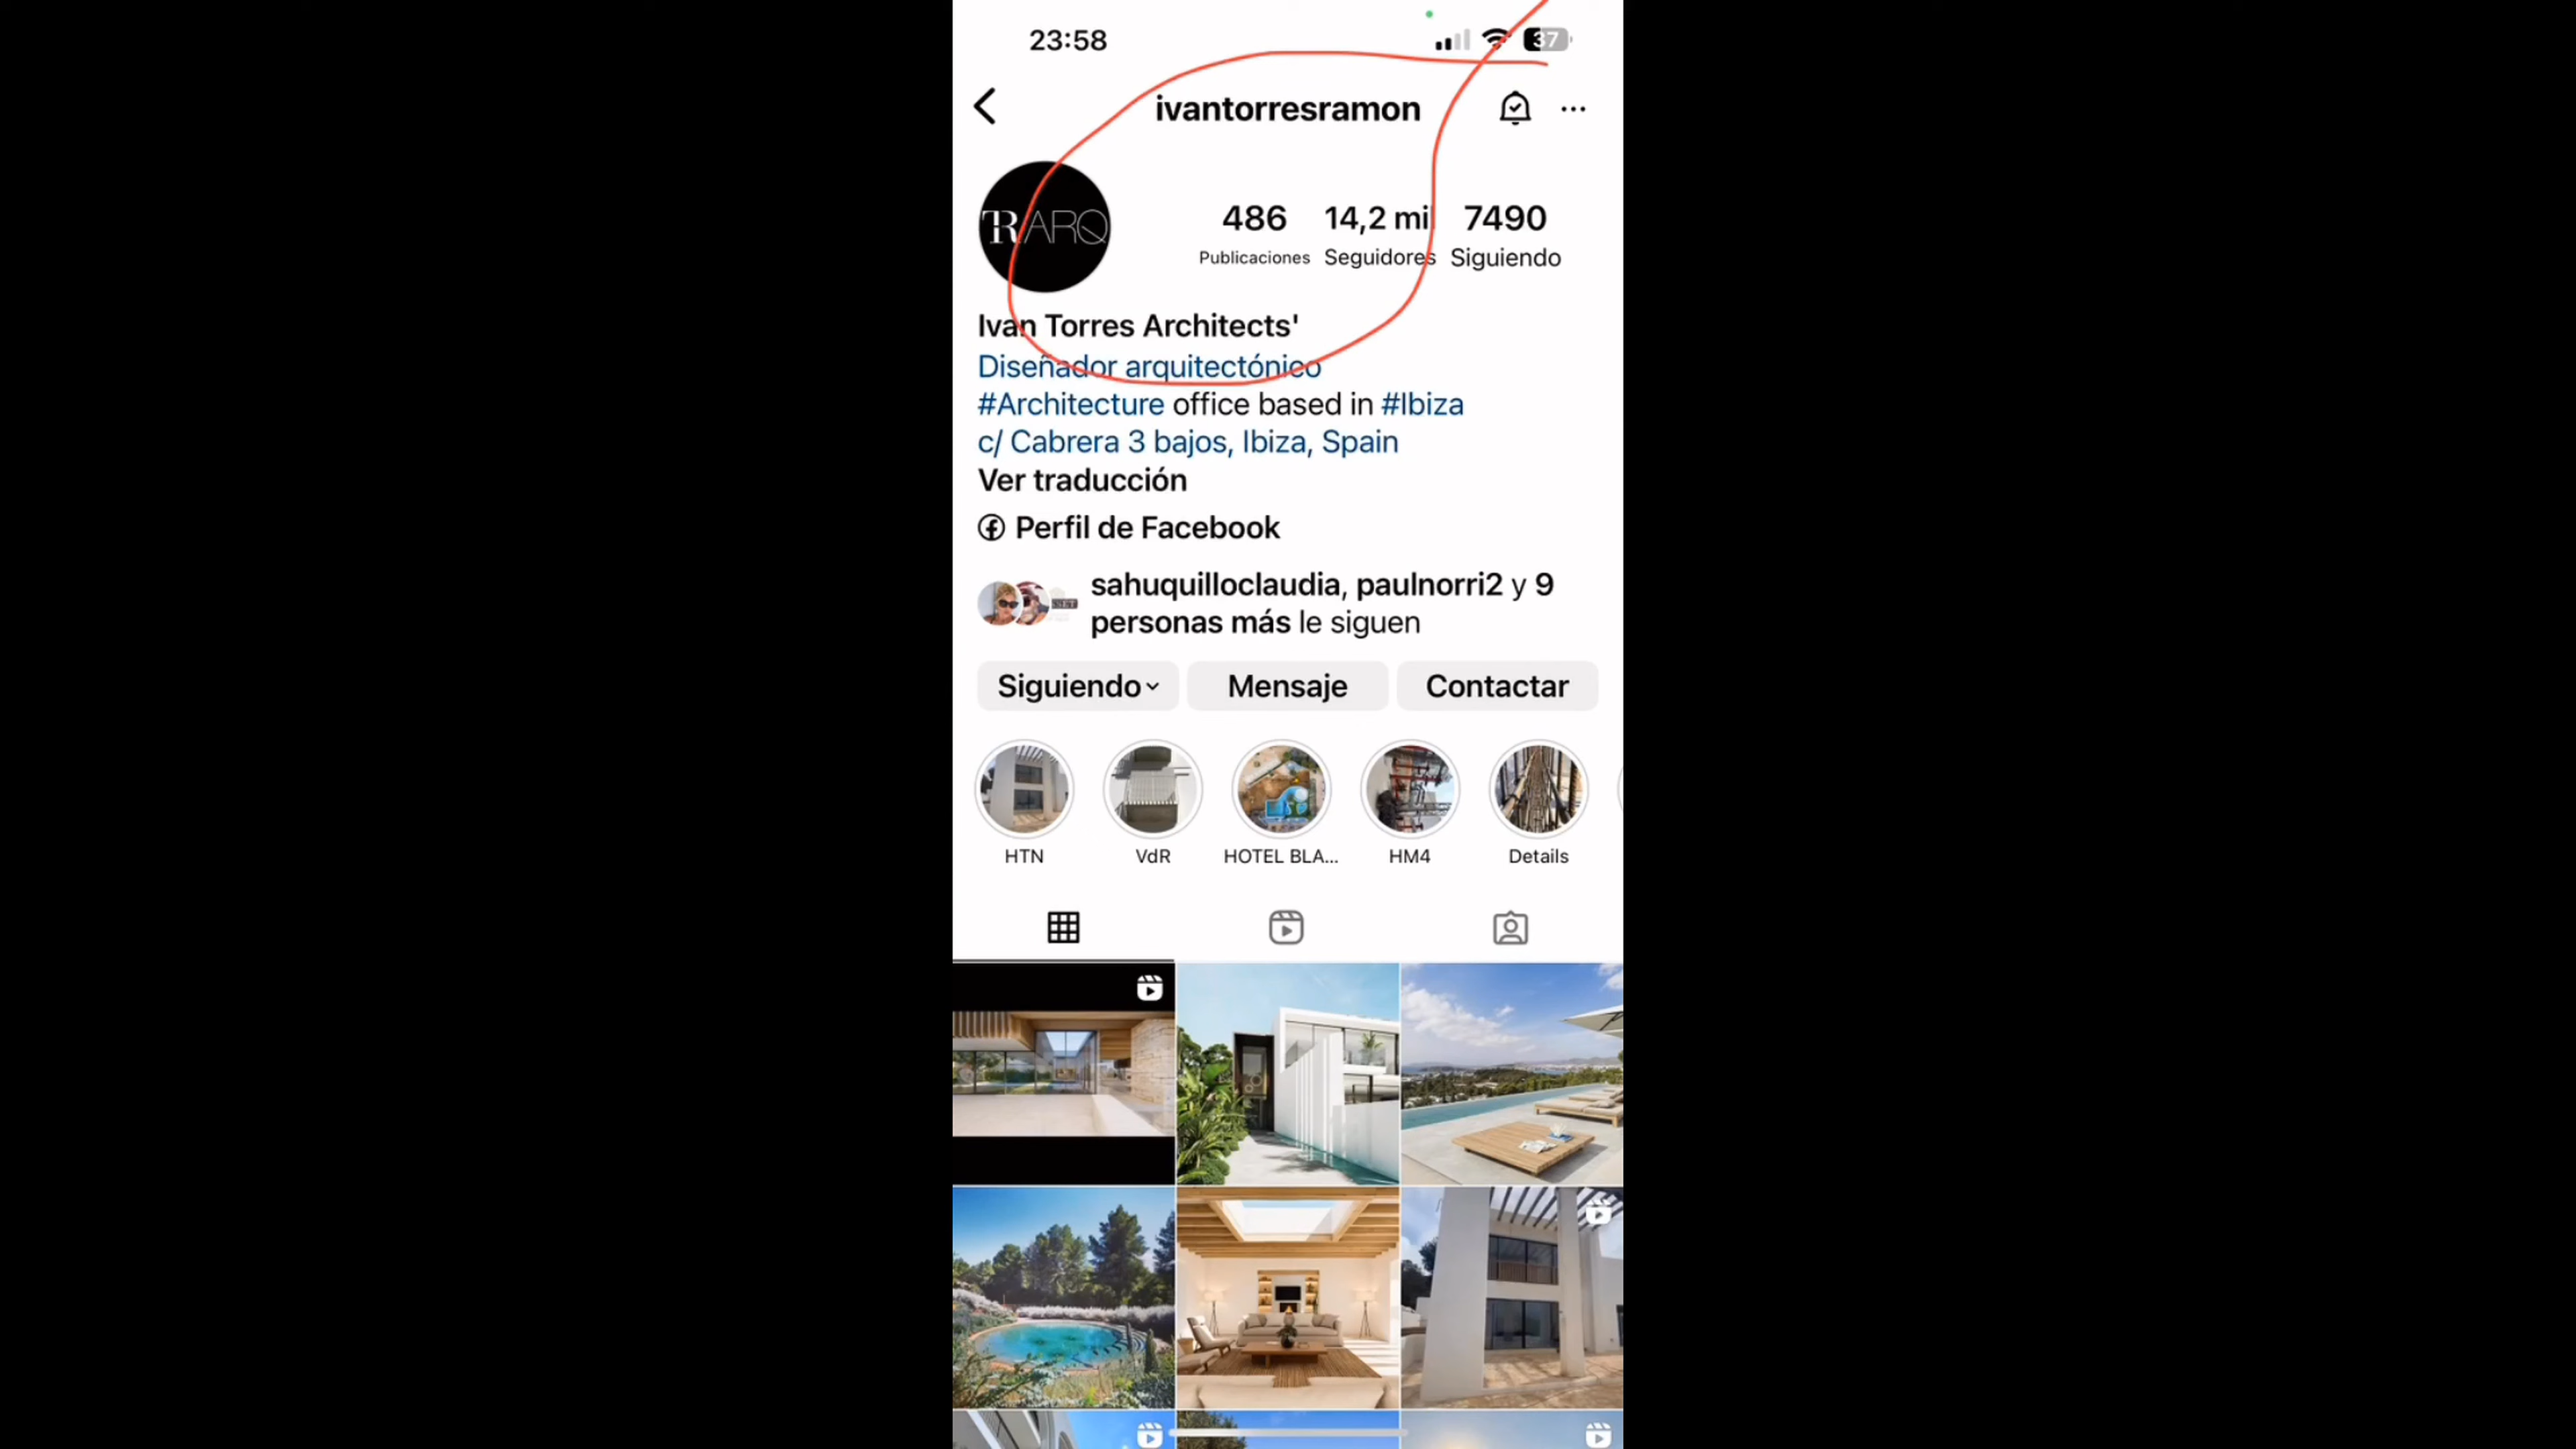 23:58
37
ivantorresramon
TR/ARQ
486 14,2 mil 7490
Publicaciones Seguidores Siguiendo
Ivan Torres Architects'
Diseñador arquitectónico
#Architecture office based in #Ibiza
c/ Cabrera 3 bajos, Ibiza, Spain
Ver traducción
Perfil de Facebook
sahuquilloclaudia, paulnorri2 y 9
personas más le siguen
Siguiendo Mensaje Contactar
HTN VdR HOTEL BLA... HM4 Details